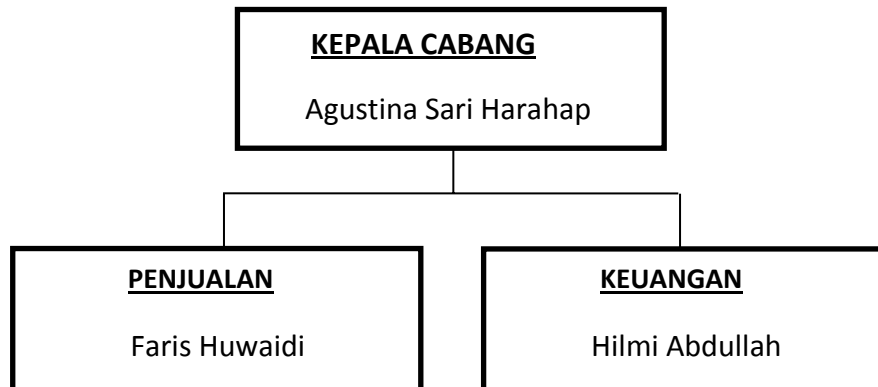 KEPALA CABANG
Agustina Sari Harahap
PENJUALAN
Faris Huwaidi
KEUANGAN
Hilmi Abdullah